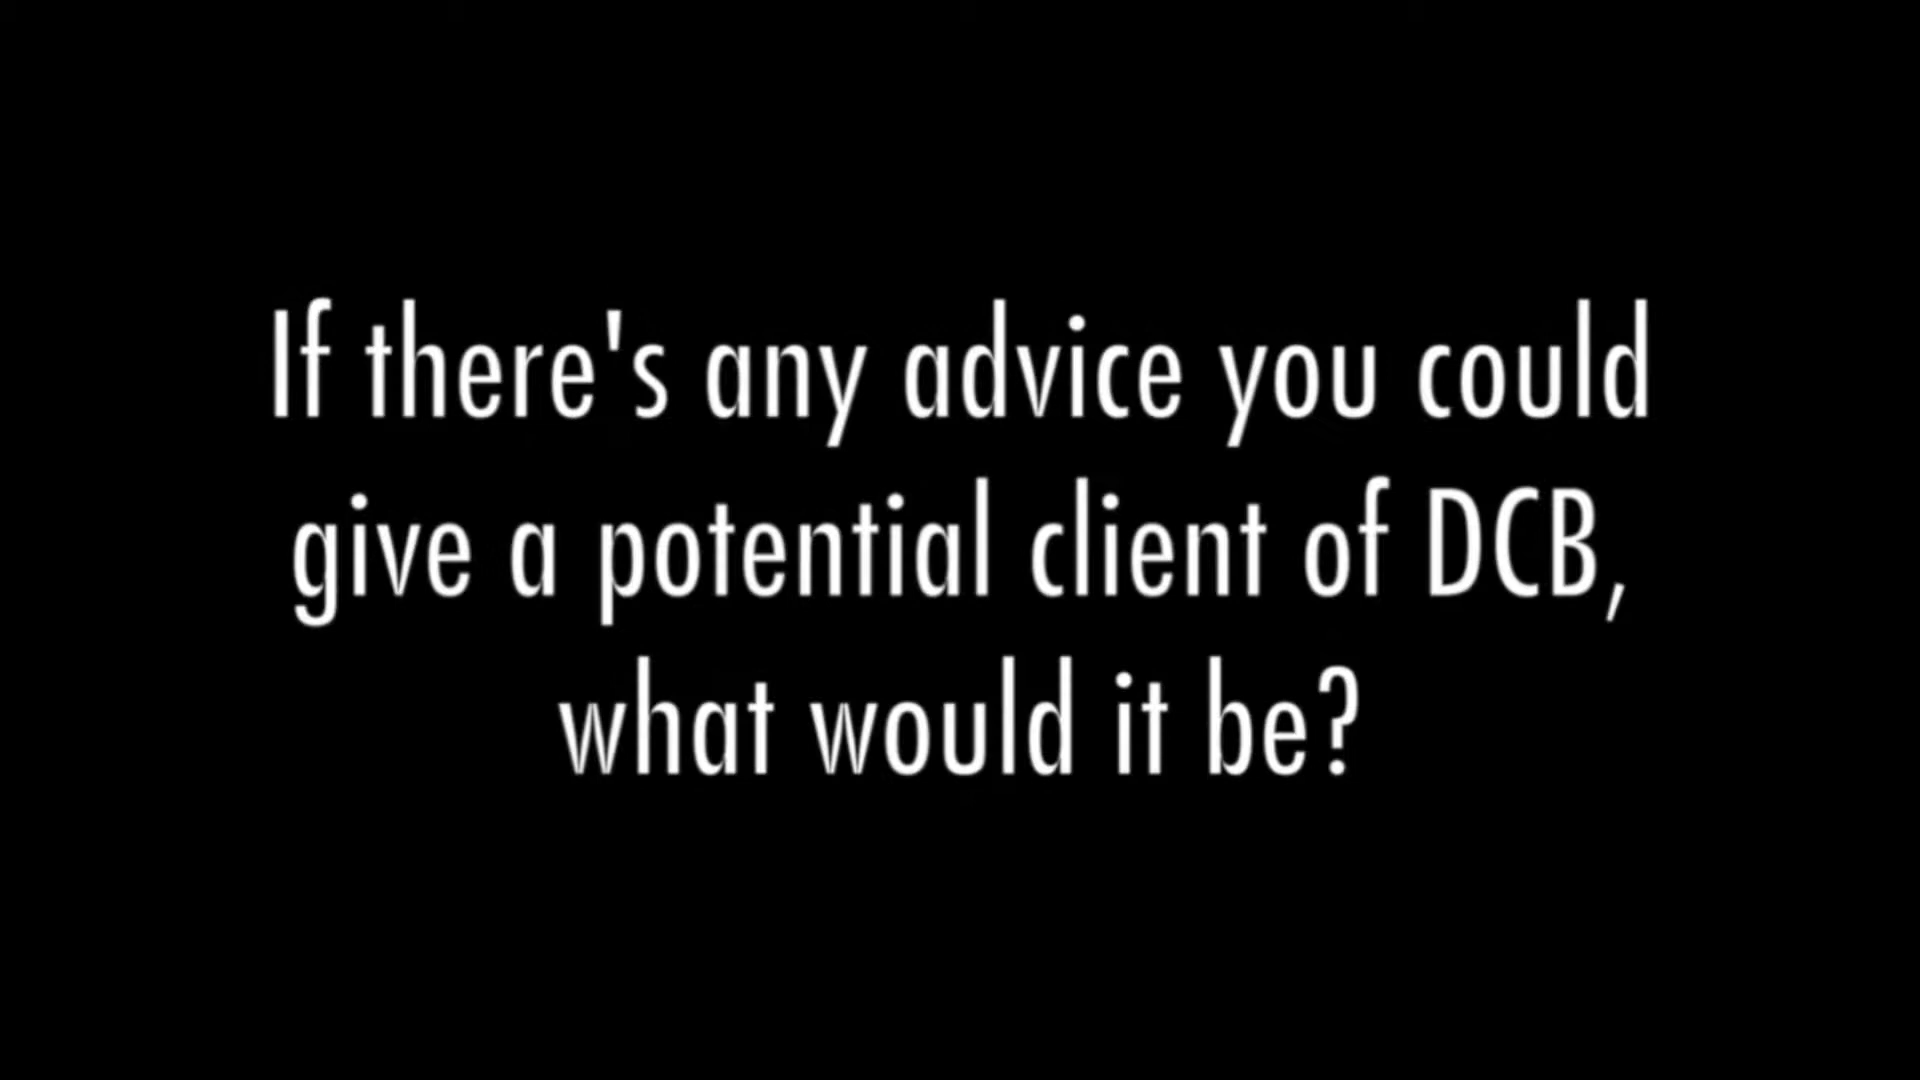 If there's any advice you could
give a potential client of DCB,
what would it be?